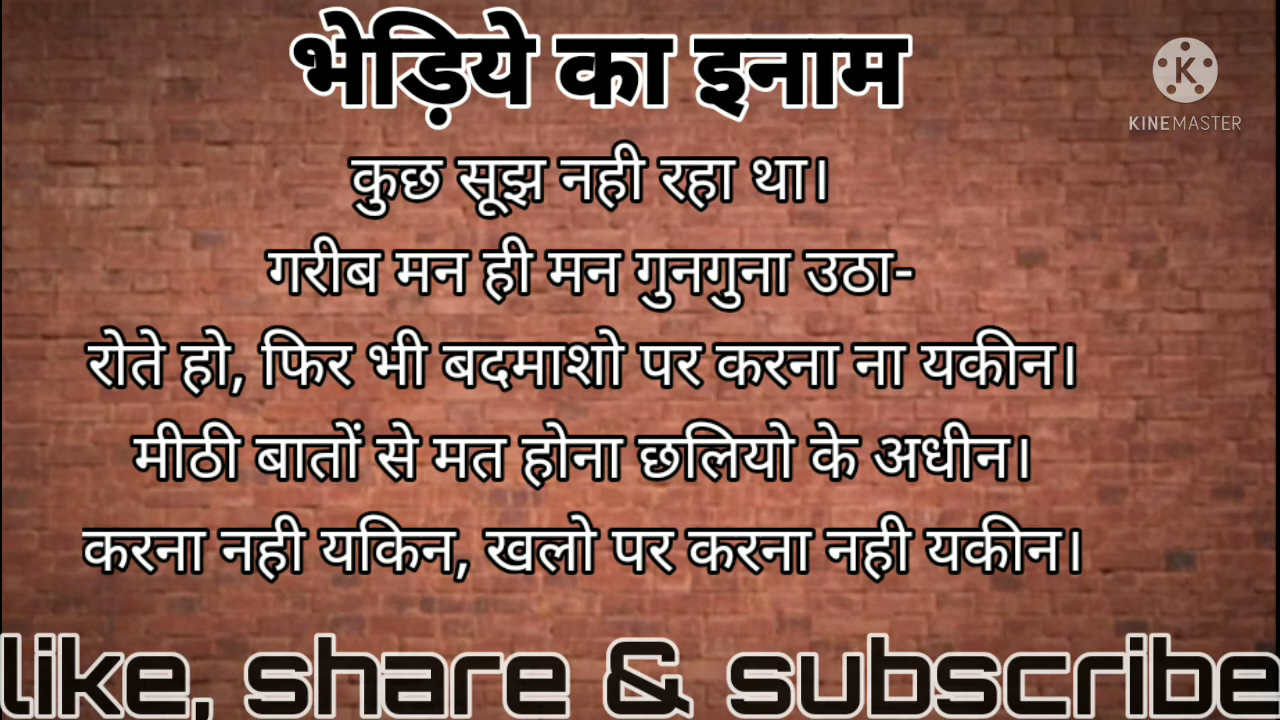 भेड़िये का इनाम
KINEMASTER
कुछ सूझ नही रहा था।
गरीब मन ही मन गुनगुना उठा-
रोते हो, फिर भी बदमाशो पर करना ना यकीन।
मीठी बातों से मत होना छलियो के अधीन।
करना नही यकिन, खलो पर करना नही यकीन।
like, share & subscribe